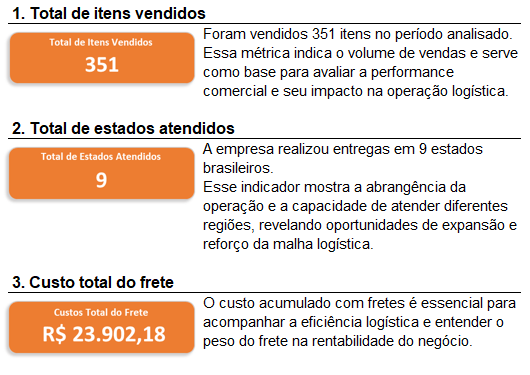 1. Total de itens vendidos
Total de Itens Vendidos
351
Foram vendidos 351 itens no período analisado.
Essa métrica indica o volume de vendas e serve
como base para avaliar a performance
comercial e seu impacto na operação logística.
2. Total de estados atendidos
Total de Estados Atendidos
9
A empresa realizou entregas em 9 estados
brasileiros.
Esse indicador mostra a abrangência da
operação e a capacidade de atender diferentes
regiões, revelando oportunidades de expansão e
reforço da malha logística.
3. Custo total do frete
Custos Total do Frete
R$ 23.902,18
O custo acumulado com fretes é essencial para
acompanhar a eficiência logística e entender o
peso do frete na rentabilidade do negócio.